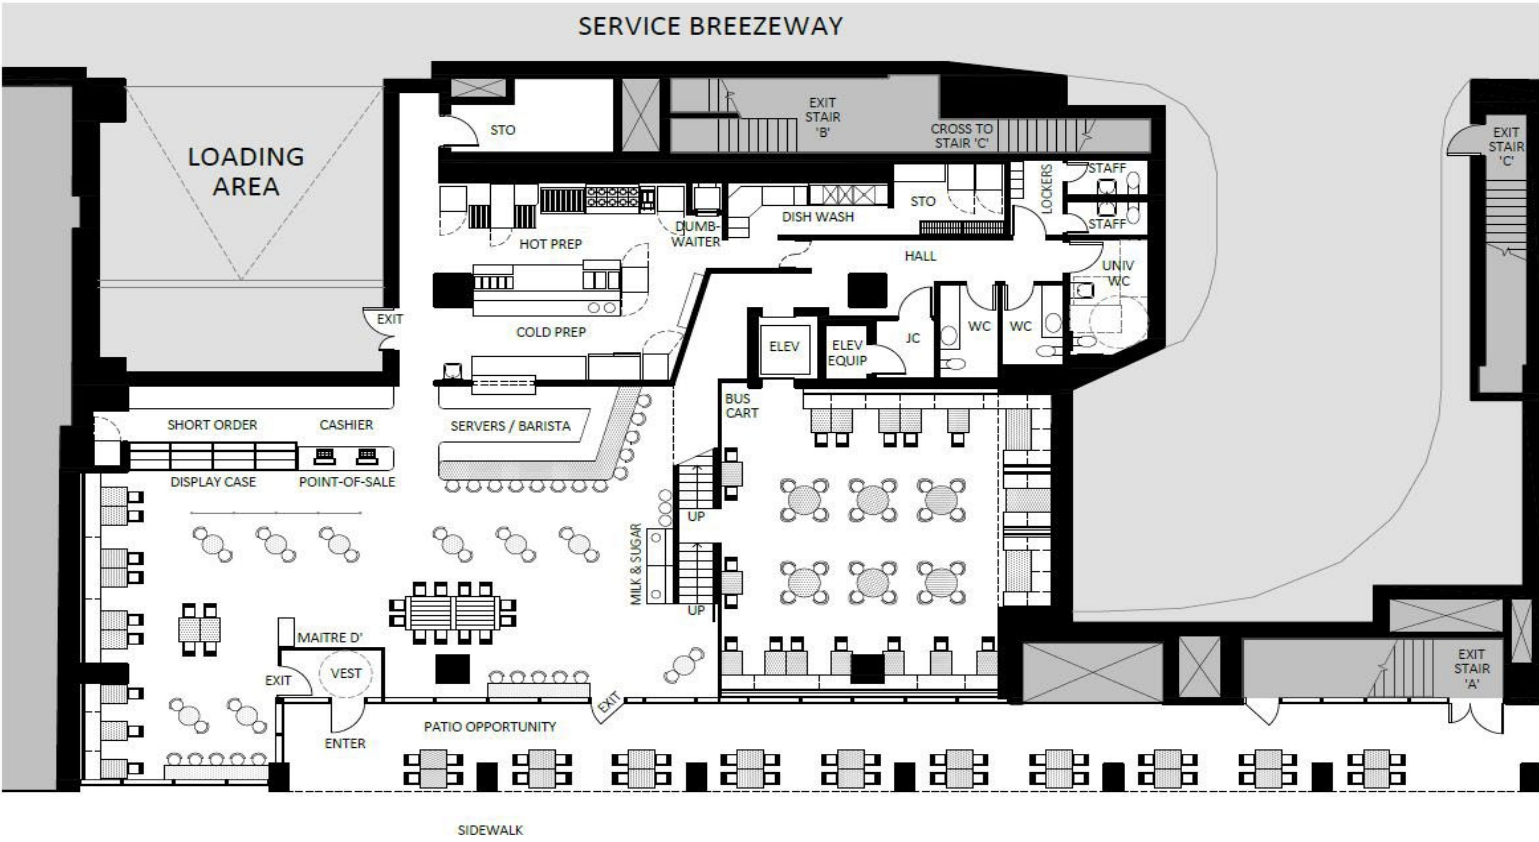 SERVICE BREEZEWAY
LOADING
AREA
STO
EXIT
STAIR
'B'
CROSS TO
STAIR 'C'
EXIT
STAIR
'C'
STAFF
LOCKERS
STO
DISH WASH
STAFF
DUMB-
WAITER
HOT PREP
HALL
UNIV
WC
EXIT
COLD PREP
ELEV
ELEV
EQUIP
JC
WC
WC
BUS
CART
SHORT ORDER
CASHIER
SERVERS / BARISTA
DISPLAY CASE
POINT-OF-SALE
UP
MILK & SUGAR
UP
MAITRE D'
EXIT
VEST
EXIT
STAIR
'A'
EXIT
PATIO OPPORTUNITY
ENTER
SIDEWALK